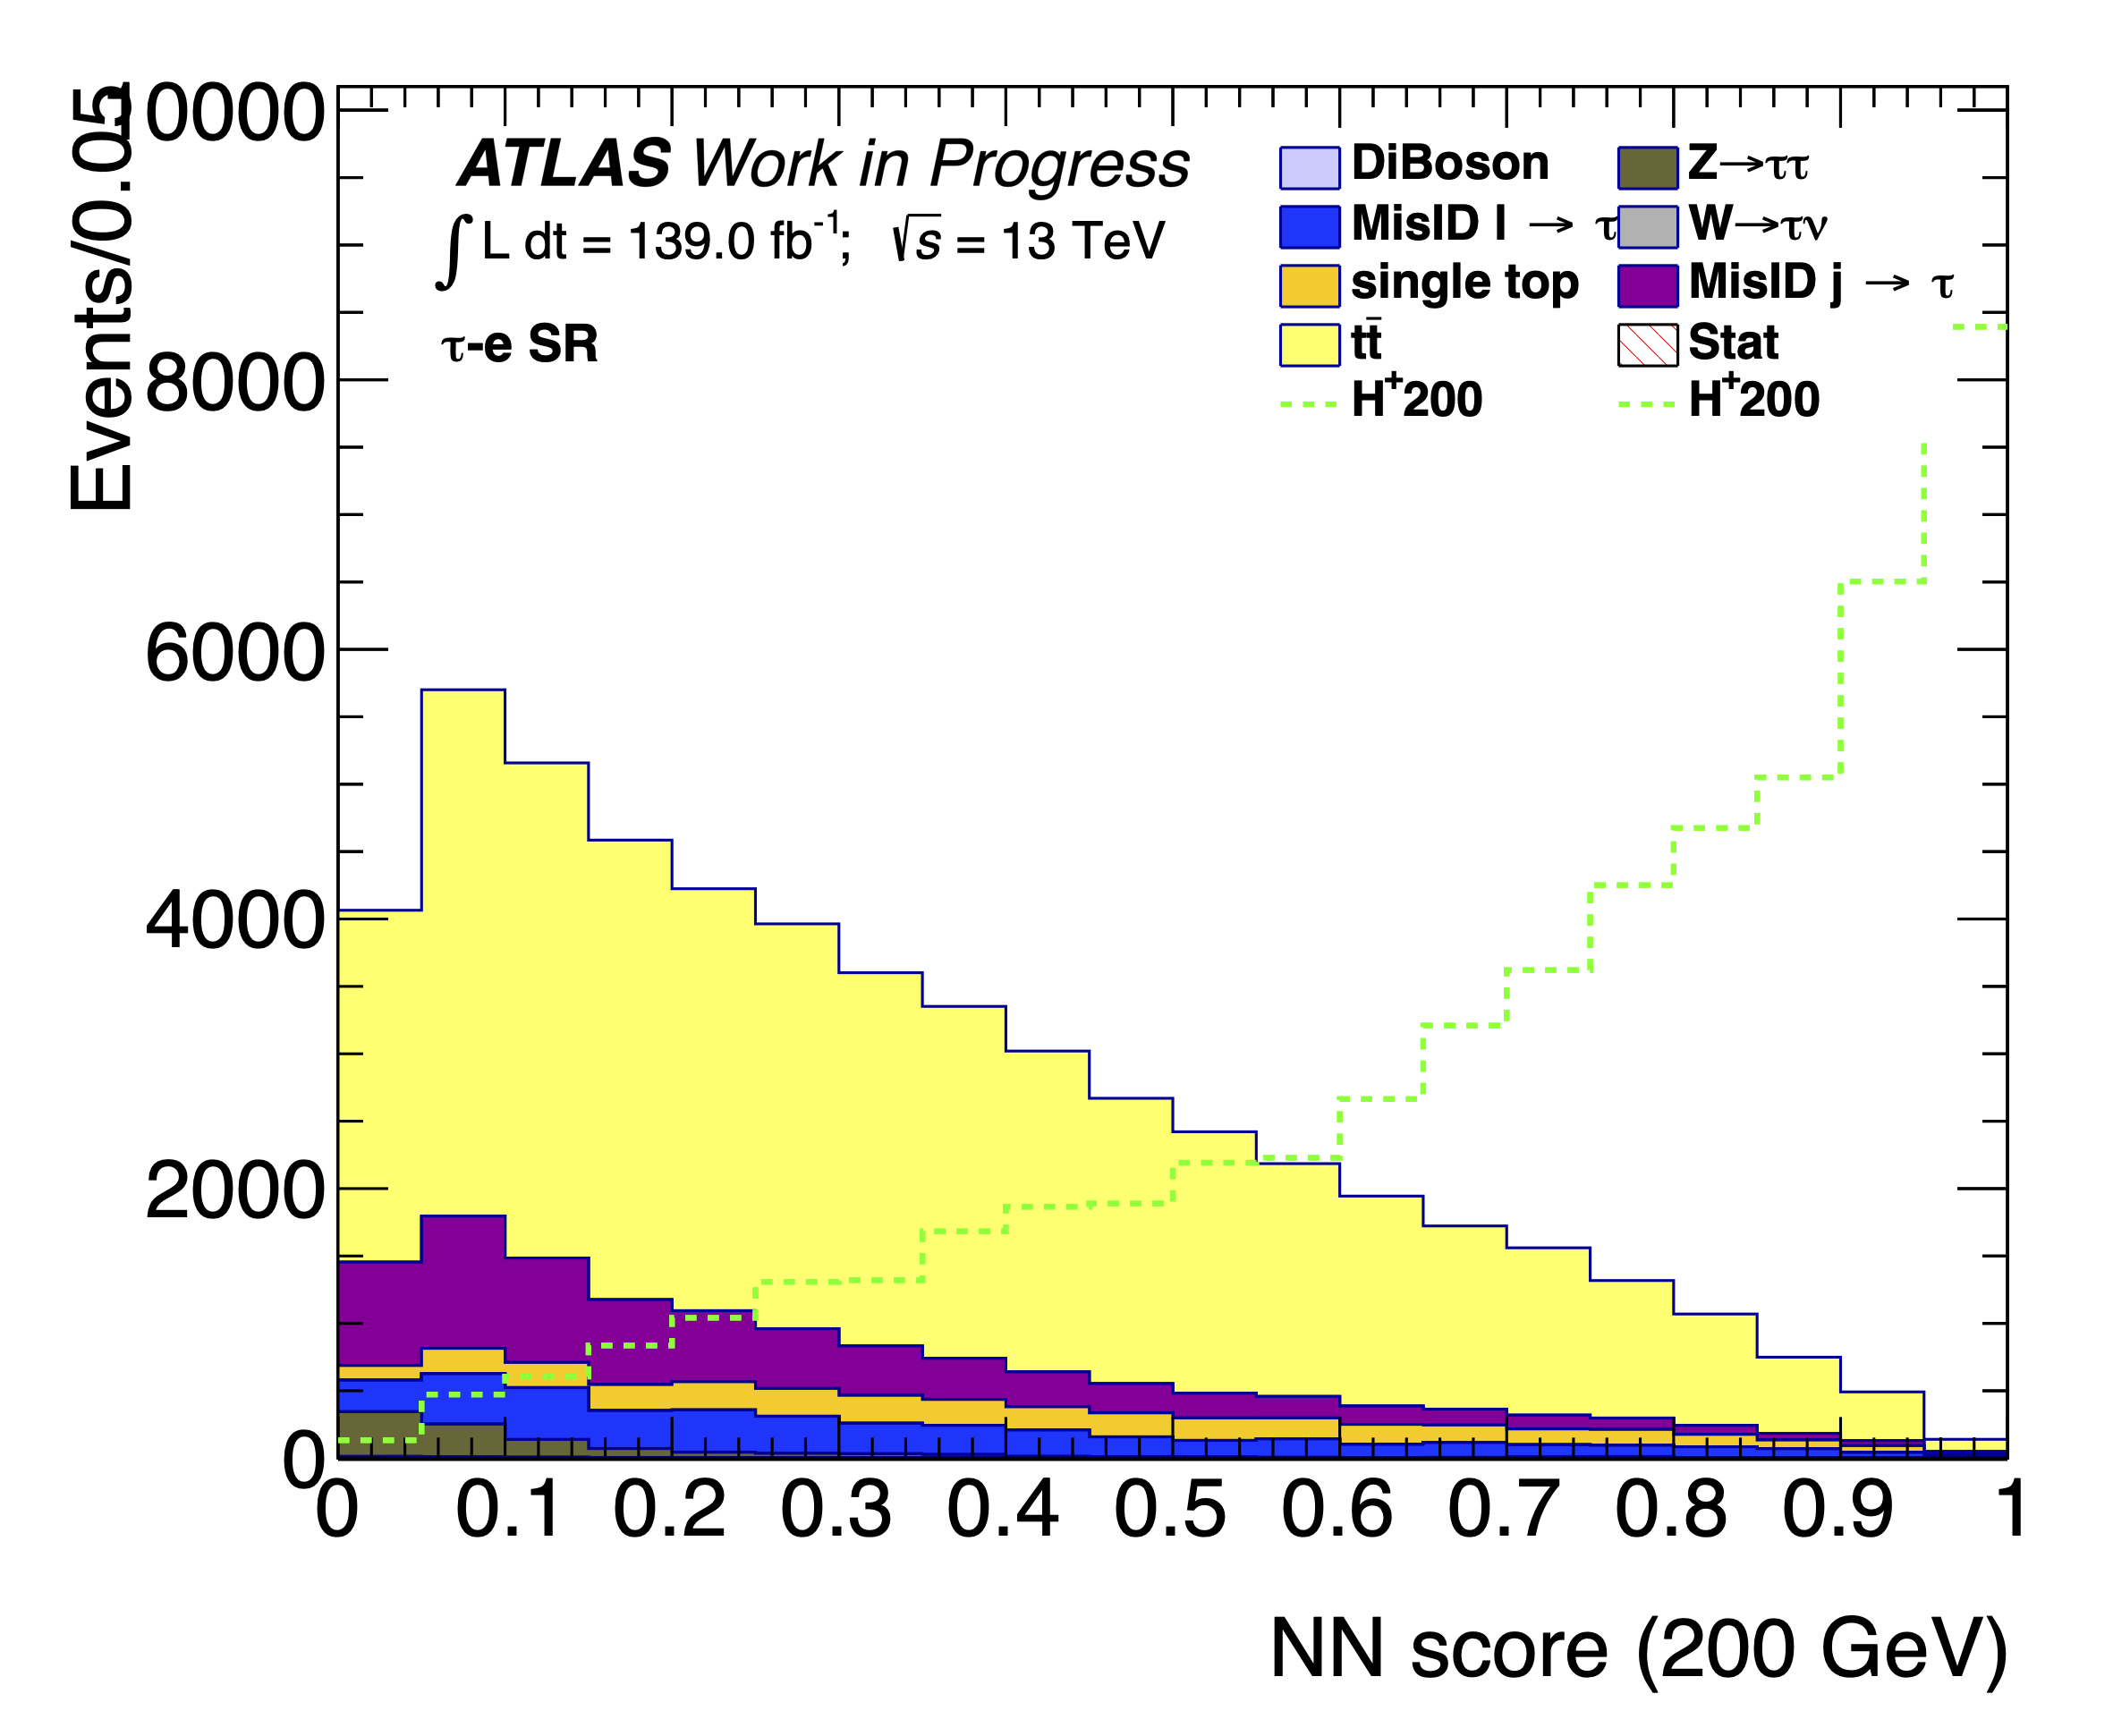 Events/0.05
10000
8000
6000
4000
2000
0
ATLAS Work in Progress
∫L dt = 139.0 fb⁻¹; √s = 13 TeV
τ-e SR
DiBoson Z→ττ
MisID l → τ W→τν
single top MisID j → τ
tt̄ Stat
H⁺200 H⁺200
0 0.1 0.2 0.3 0.4 0.5 0.6 0.7 0.8 0.9 1
NN score (200 GeV)